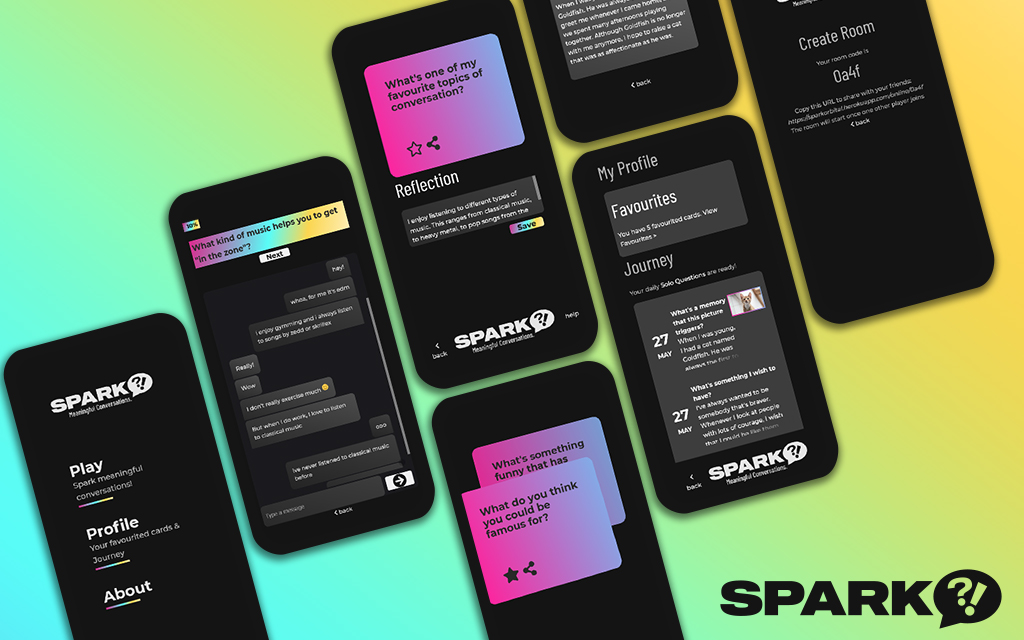 SPARK?!
Meaningful Conversations.
Play
Spark meaningful
conversations!
Profile
Your favourited cards &
Journey
About
10%
What kind of music helps you to get
"in the zone"?
Next
hey!
whoa, for me it's edm
I enjoy gymming and i always listen
to songs by zedd or skrillex
Really!
Wow
I don't really exercise much
But when I do work, I love to listen
to classical music
ooo
Ive never listened to classical music
before
Type a message
back
What's one of my
favourite topics of
conversation?
Reflection
I enjoy listening to different types of
music. This ranges from classical music,
to heavy metal, to pop songs from the
Save
back
SPARK?!
Meaningful Conversations.
help
What's something
funny that has
What do you think
you could be
famous for?
Goldfish. He was always
greet me whenever I came home
we spent many afternoons playing
together. Although Goldfish is no longer
with me anymore, I hope to raise a cat
that was as affectionate as he was.
back
My Profile
Favourites
You have 5 favourited cards. View
Favourites >
Journey
Your daily Solo Questions are ready!
27
MAY
What's a memory
that this picture
triggers?
When I was young,
I had a cat named
Goldfish. He was
always the first to
27
MAY
What's something I wish to
have?
I've always wanted to be
somebody that's braver.
Whenever I look at people
with lots of courage, I wish
that I could be like them
back
SPARK?!
Meaningful Conversations.
Meaningful Conversations.
Create Room
Your room code is
0a4f
Copy this URL to share with your friends:
https://sparkorbital.herokuapp.com/online/0a4f
The room will start once one other player joins
back
SPARK?!